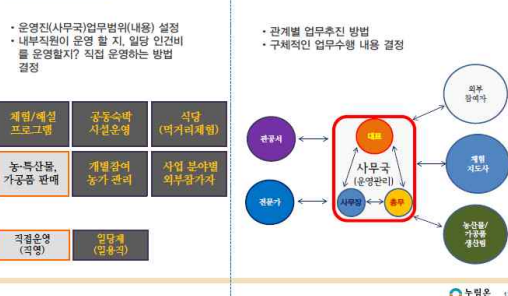 • 운영진(사무국)업무범위(내용) 설정
• 내부직원이 운영 할 지, 일당 인건비
를 운영할지? 직접 운영하는 방법
결정
체험/해설
프로그램
공동숙박
시설운영
식당
(먹거리체험)
농·특산물,
가공품 판매
개별참여
농가 관리
사업 분야별
외부참가자
직접운영
(직영)
일당제
(일용직)
• 관계별 업무추진 방법
• 구체적인 업무수행 내용 결정
관공서
전문가
대표
사무국
(운영관리)
사무장
총무
외부
참여자
체험
지도사
농산물/
가공품
생산팀
누림온